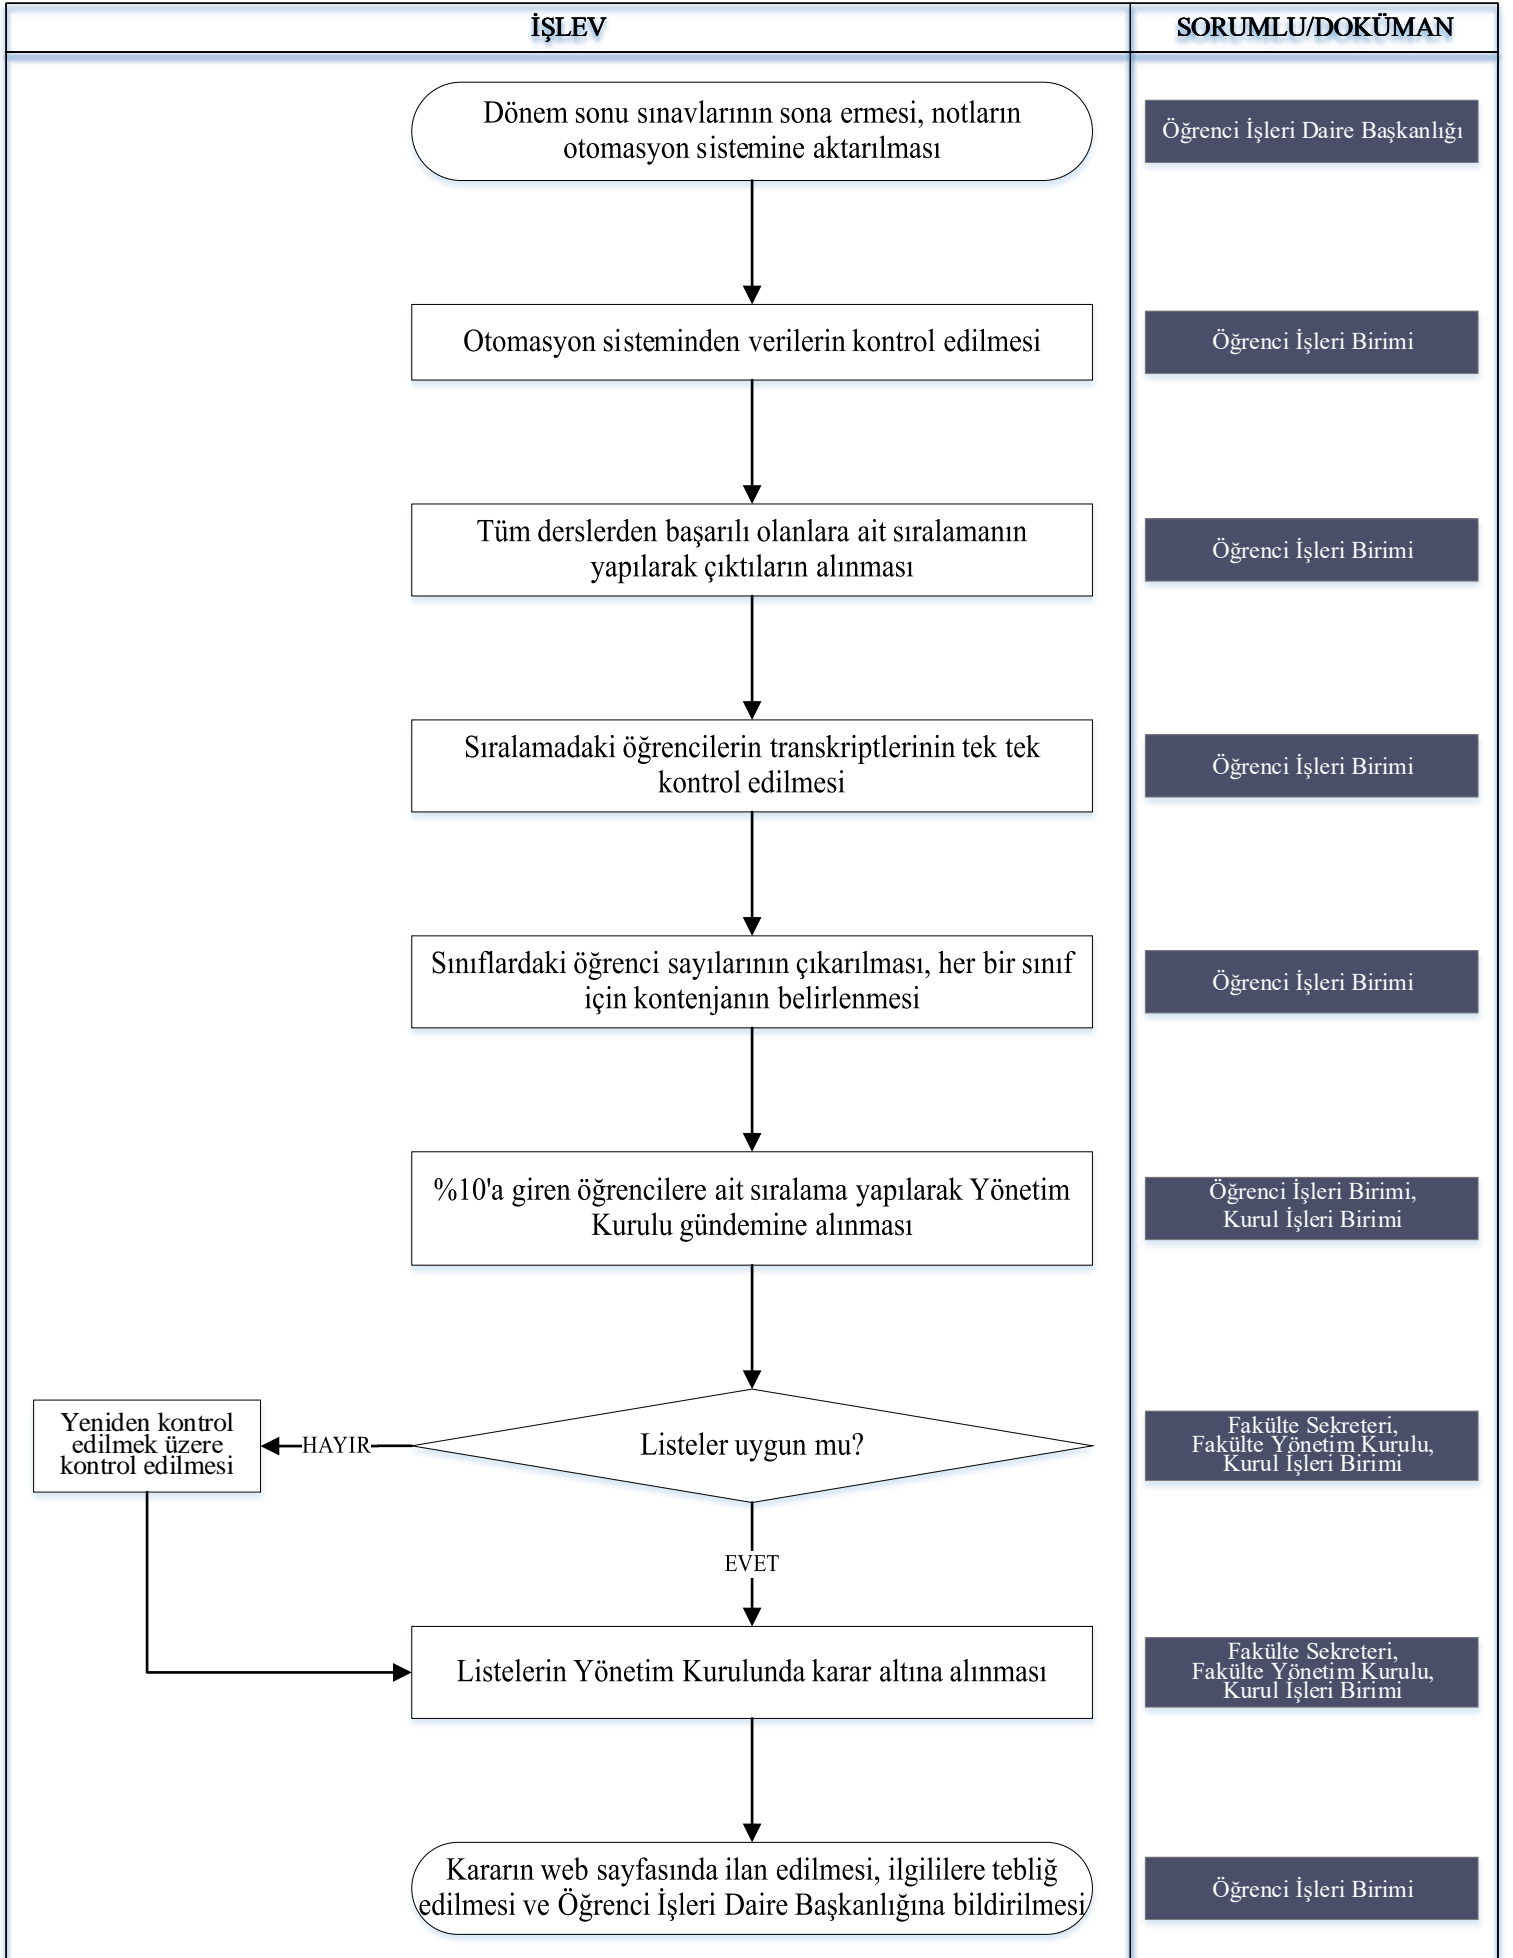 İŞLEV
SORUMLU/DOKÜMAN
Dönem sonu sınavlarının sona ermesi, notların
otomasyon sistemine aktarılması
Öğrenci İşleri Daire Başkanlığı
Otomasyon sisteminden verilerin kontrol edilmesi
Öğrenci İşleri Birimi
Tüm derslerden başarılı olanlara ait sıralamanın
yapılarak çıktıların alınması
Öğrenci İşleri Birimi
Sıralamadaki öğrencilerin transkriptlerinin tek tek
kontrol edilmesi
Öğrenci İşleri Birimi
Sınıflardaki öğrenci sayılarının çıkarılması, her bir sınıf
için kontenjanın belirlenmesi
Öğrenci İşleri Birimi
%10'a giren öğrencilere ait sıralama yapılarak Yönetim
Kurulu gündemine alınması
Öğrenci İşleri Birimi,
Kurul İşleri Birimi
Yeniden kontrol
edilmek üzere
kontrol edilmesi
HAYIR
Listeler uygun mu?
Fakülte Sekreteri,
Fakülte Yönetim Kurulu,
Kurul İşleri Birimi
EVET
Listelerin Yönetim Kurulunda karar altına alınması
Fakülte Sekreteri,
Fakülte Yönetim Kurulu,
Kurul İşleri Birimi
Kararın web sayfasında ilan edilmesi, ilgililere tebliğ
edilmesi ve Öğrenci İşleri Daire Başkanlığına bildirilmesi
Öğrenci İşleri Birimi